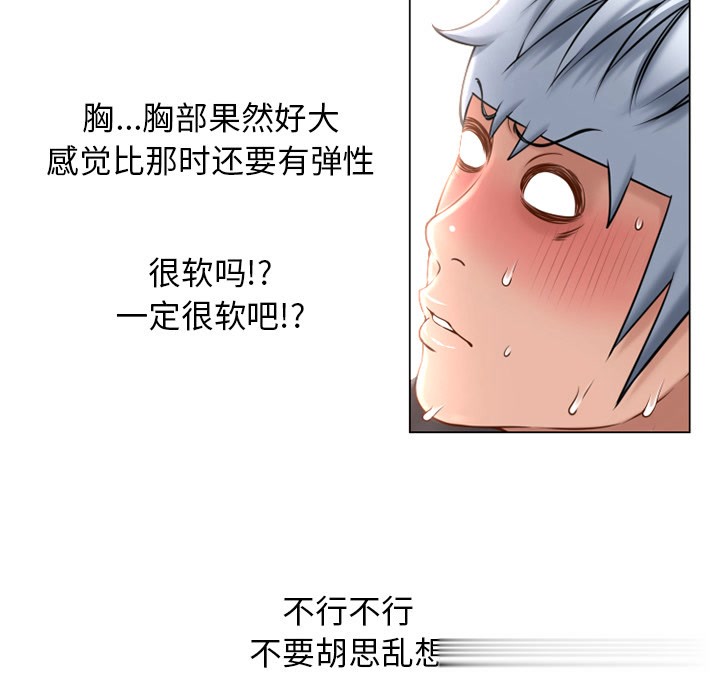 胸...胸部果然好大
感觉比那时还要有弹性
很软吗!?
一定很软吧!?
不行不行
不要胡思乱想